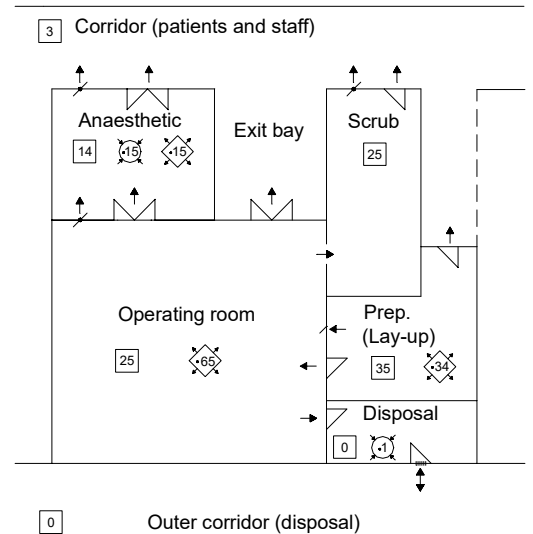 3 Corridor (patients and staff)
Anaesthetic
14 ·15 ·15
Exit bay
Scrub
25
Operating room
25 ·65
Prep.
(Lay-up)
35 ·34
Disposal
0 ·1
0 Outer corridor (disposal)